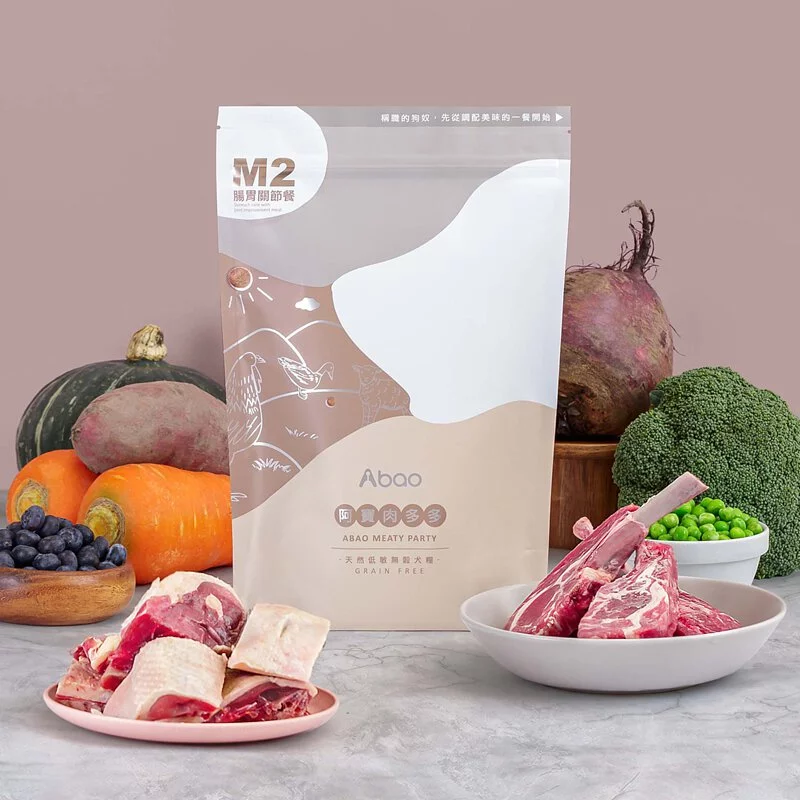 稱職的狗奴，先從調配美味的一餐開始 ▶
M2
腸胃關節餐
Abao
阿寶肉多多
ABAO MEATY PARTY
·天然低敏無穀犬糧·
GRAIN FREE